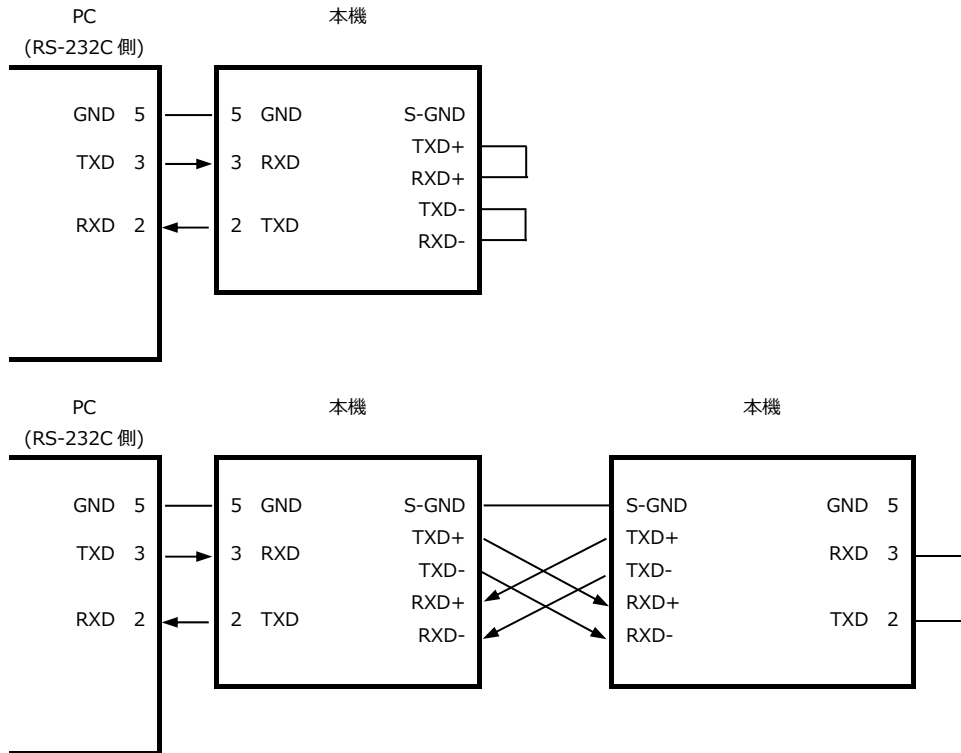 PC 本機
(RS-232C 側)
GND 5 5 GND S-GND
TXD+
TXD 3 3 RXD
RXD+
TXD-
RXD 2 2 TXD
RXD-
PC 本機 本機
(RS-232C 側)
GND 5 5 GND S-GND S-GND GND 5
TXD+ TXD+
TXD 3 3 RXD RXD 3
TXD- TXD-
RXD+ RXD+
RXD 2 2 TXD TXD 2
RXD- RXD-